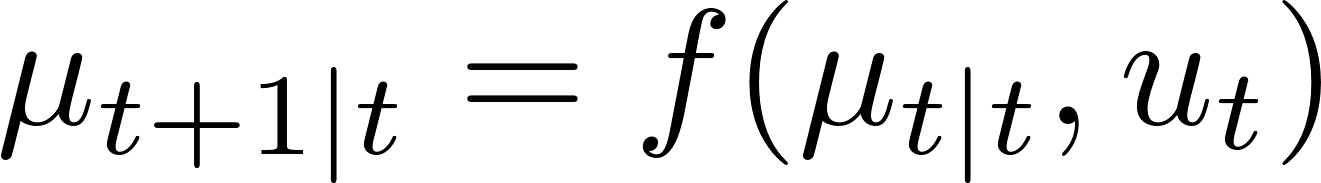 μ_{t+1|t} = f(μ_{t|t}, u_t)